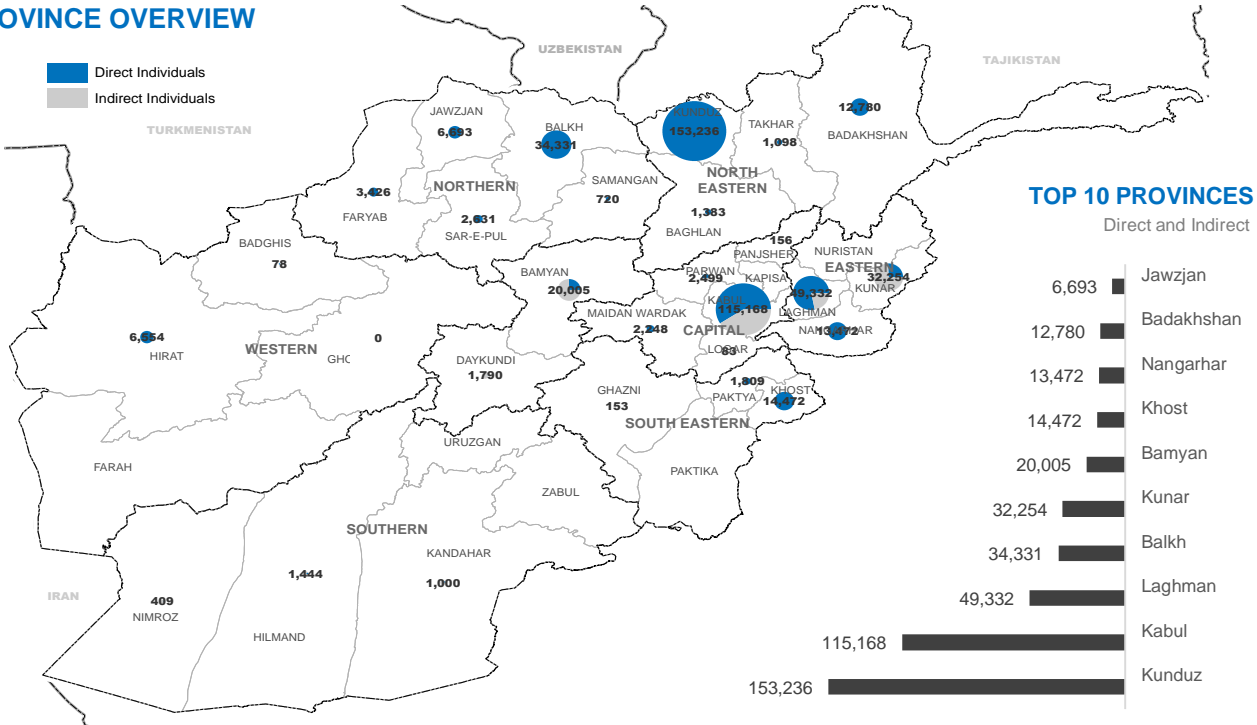 OVINCE OVERVIEW
Direct Individuals
Indirect Individuals
UZBEKISTAN
TAJIKISTAN
TURKMENISTAN
IRAN
JAWZJAN
6,693
BALKH
34,331
KUNDUZ
153,236
TAKHAR
1,098
12,780
BADAKHSHAN
NORTHERN
NORTH
EASTERN
SAMANGAN
720
3,426
FARYAB
2,631
SAR-E-POL
1,383
BAGHLAN
BADGHIS
78
156
PANJSHER
NURISTAN
EASTERN
32,254
KUNAR
BAMYAN
20,005
PARWAN
2,499
KAPISA
KABUL
115,168
49,332
LAGHMAN
MAIDAN WARDAK
2,248
CAPITAL
13,472
6,554
HIRAT
WESTERN
0
GHC
LOGAR
83
DAYKUNDI
1,790
GHAZNI
153
1,809
PAKTYA
KHOST
14,472
SOUTH EASTERN
URUZGAN
PAKTIKA
FARAH
ZABUL
SOUTHERN
KANDAHAR
1,000
1,444
HILMAND
409
NIMROZ
TOP 10 PROVINCES
Direct and Indirect
6,693 Jawzjan
12,780 Badakhshan
13,472 Nangarhar
14,472 Khost
20,005 Bamyan
32,254 Kunar
34,331 Balkh
49,332 Laghman
115,168 Kabul
153,236 Kunduz